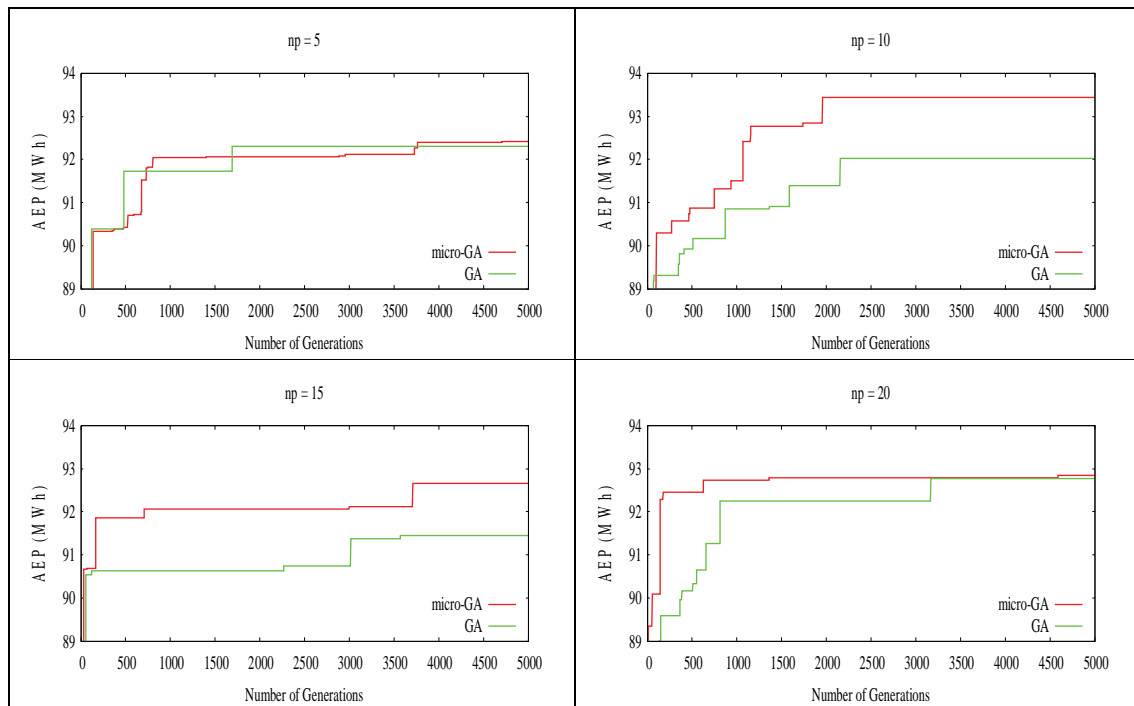 np = 5
94
93
92
91
90
89
A E P ( M W h )
micro-GA
GA
0 500 1000 1500 2000 2500 3000 3500 4000 4500 5000
Number of Generations
np = 10
94
93
92
91
90
89
A E P ( M W h )
micro-GA
GA
0 500 1000 1500 2000 2500 3000 3500 4000 4500 5000
Number of Generations
np = 15
94
93
92
91
90
89
A E P ( M W h )
micro-GA
GA
0 500 1000 1500 2000 2500 3000 3500 4000 4500 5000
Number of Generations
np = 20
94
93
92
91
90
89
A E P ( M W h )
micro-GA
GA
0 500 1000 1500 2000 2500 3000 3500 4000 4500 5000
Number of Generations